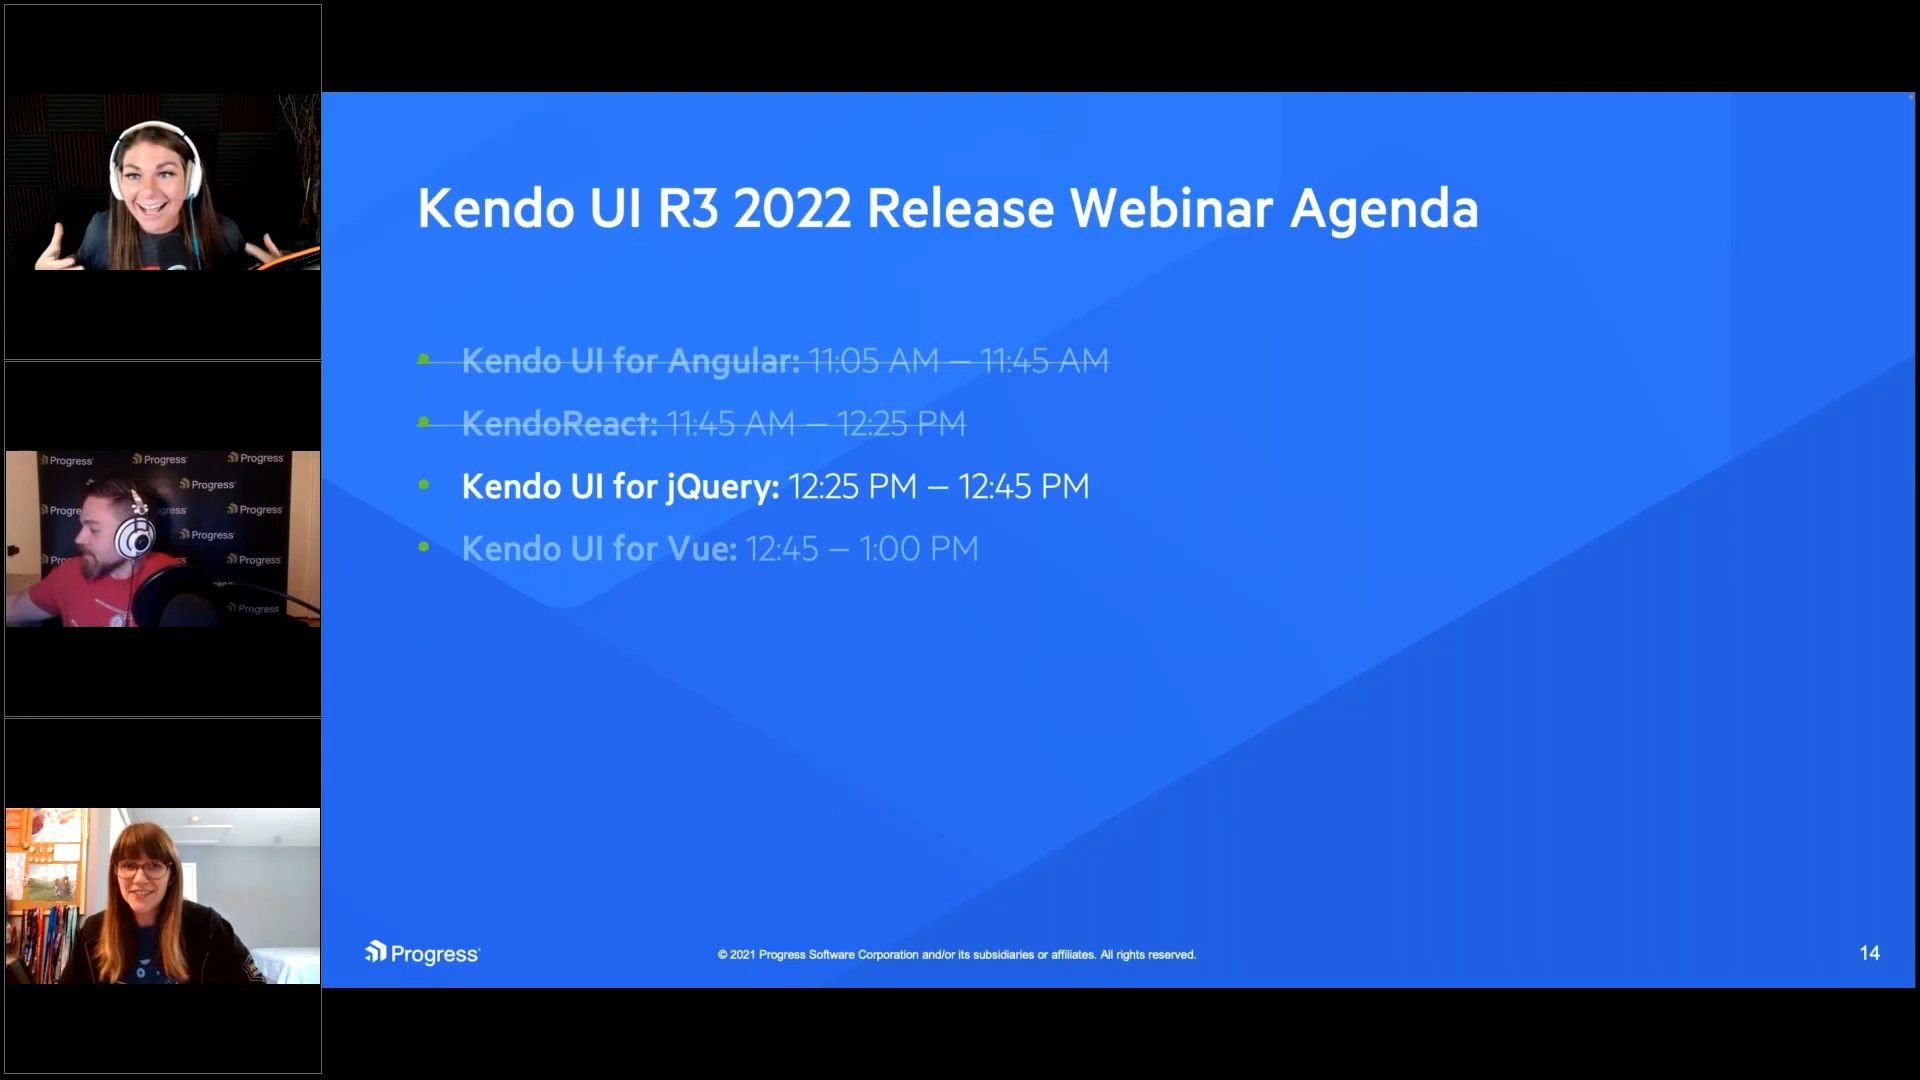 Kendo UI R3 2022 Release Webinar Agenda
Kendo UI for Angular: 11:05 AM – 11:45 AM
KendoReact: 11:45 AM – 12:25 PM
Kendo UI for jQuery: 12:25 PM – 12:45 PM
Kendo UI for Vue: 12:45 – 1:00 PM
Progress
© 2021 Progress Software Corporation and/or its subsidiaries or affiliates. All rights reserved.
14
Progress Progress Progress
Progress
Progress
Progress
Progress
Progress